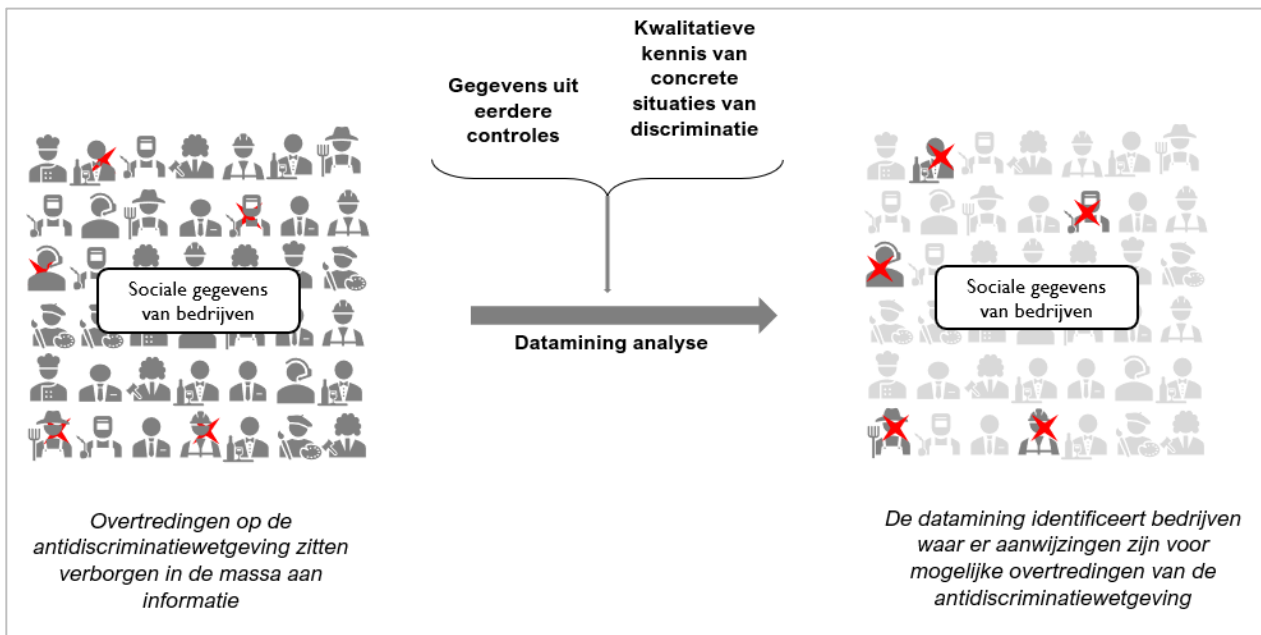 Kwalitatieve
kennis van
concrete
situaties van
discriminatie
Gegevens uit
eerdere
controles
Sociale gegevens
van bedrijven
Datamining analyse
Sociale gegevens
van bedrijven
Overtredingen op de
antidiscriminatiewetgeving zitten
verborgen in de massa aan
informatie
De datamining identificeert bedrijven
waar er aanwijzingen zijn voor
mogelijke overtredingen van de
antidiscriminatiewetgeving